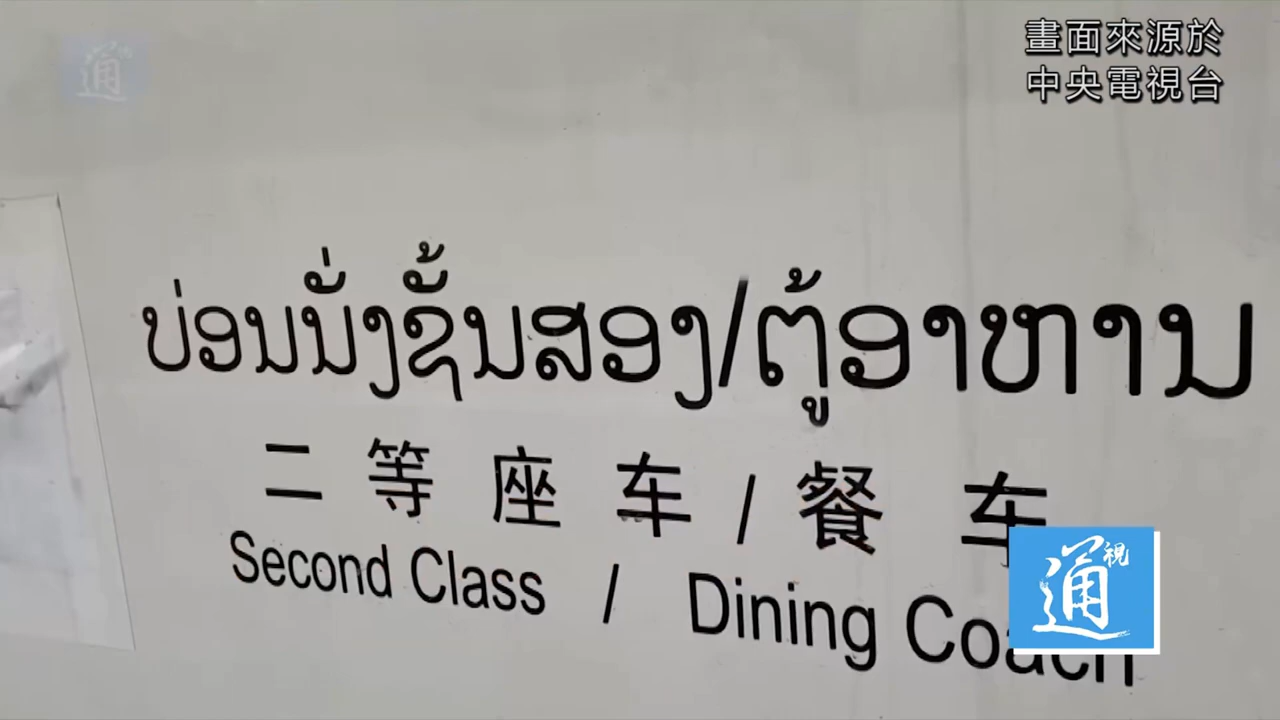 畫面來源於
中央電視台
ບ່ອນນັ່ງຊັ້ນສອງ/ຕູ້ອາຫານ
二等座车/餐车
Second Class / Dining Coach
通視